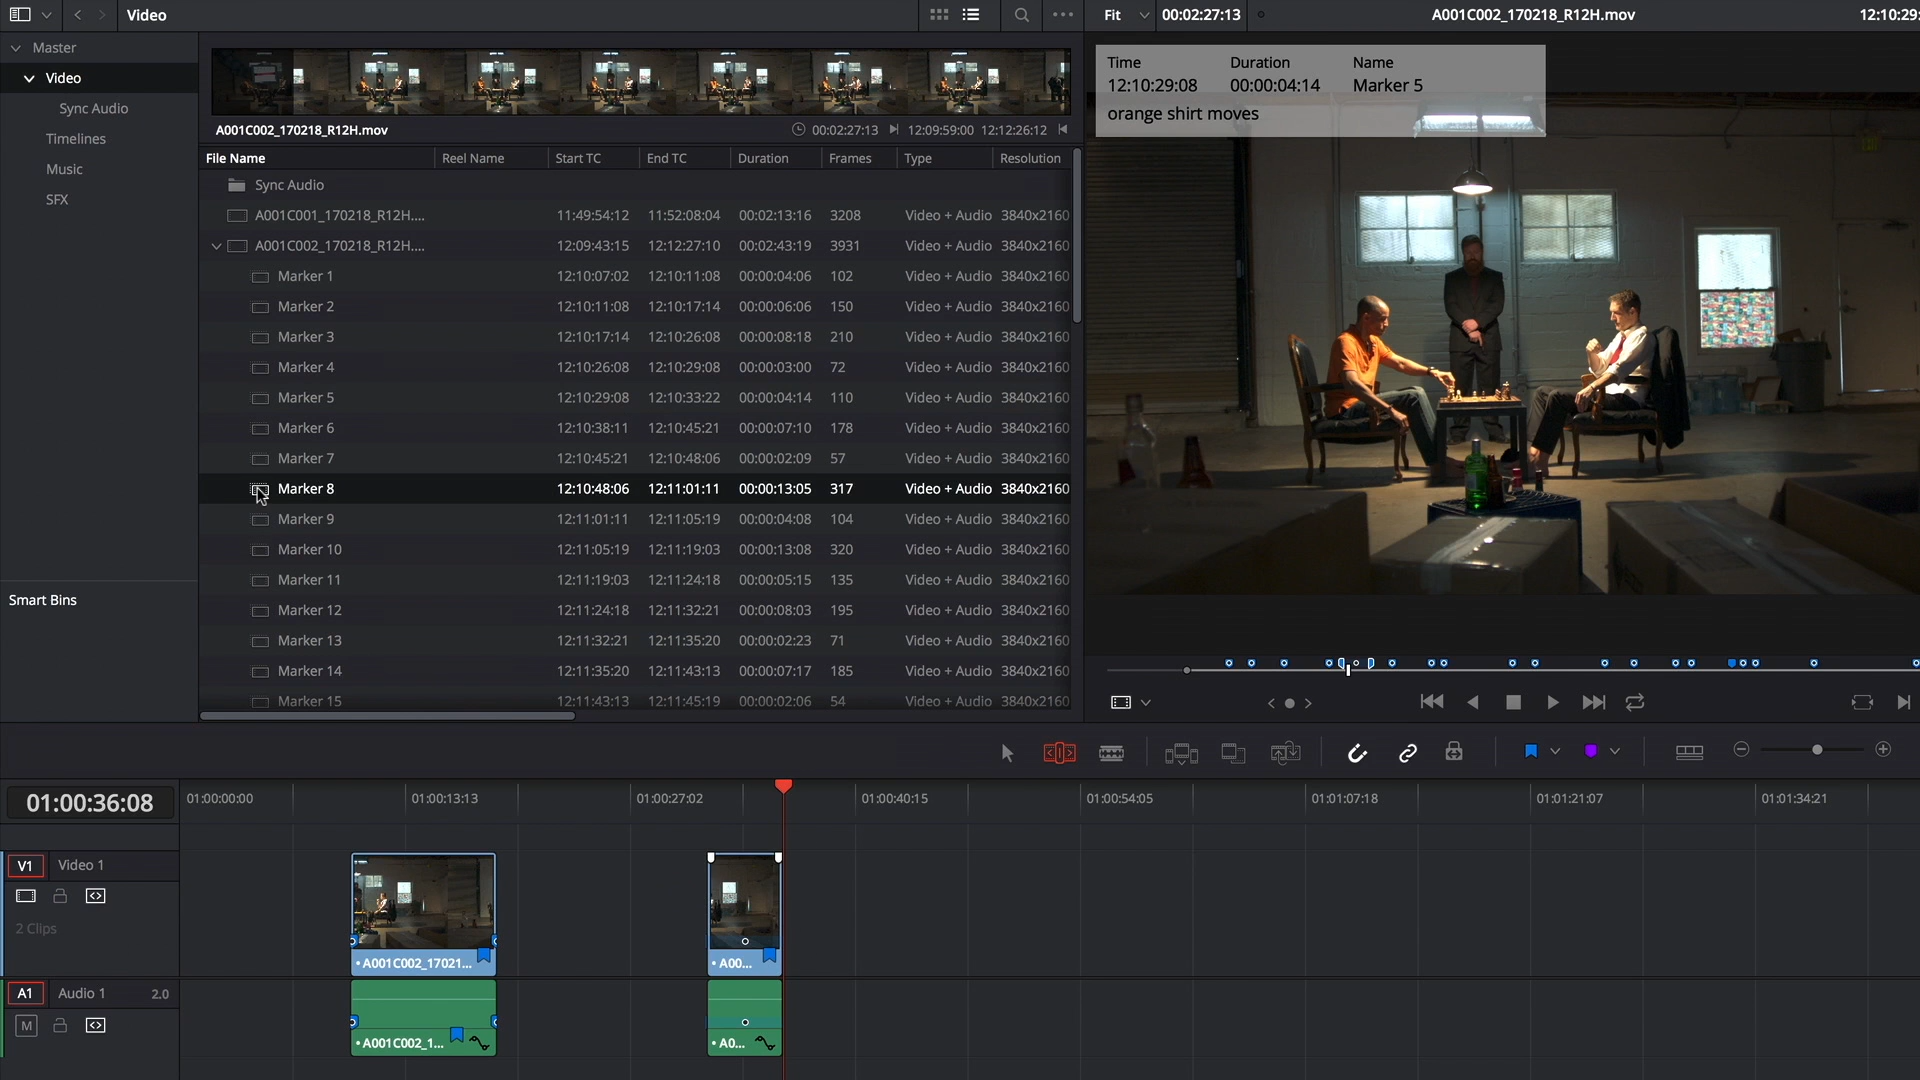 Video
Fit 00:02:27:13 A001C002_170218_R12H.mov 12:10:29:
Master
Video
Sync Audio
Timelines
Music
SFX
Smart Bins
A001C002_170218_R12H.mov 00:02:27:13 12:09:59:00 12:12:26:12
File Name Reel Name Start TC End TC Duration Frames Type Resolution
Sync Audio
A001C001_170218_R12H.... 11:49:54:12 11:52:08:04 00:02:13:16 3208 Video + Audio 3840x2160
A001C002_170218_R12H.... 12:09:43:15 12:12:27:10 00:02:43:19 3931 Video + Audio 3840x2160
Marker 1 12:10:07:02 12:10:11:08 00:00:04:06 102 Video + Audio 3840x2160
Marker 2 12:10:11:08 12:10:17:14 00:00:06:06 150 Video + Audio 3840x2160
Marker 3 12:10:17:14 12:10:26:08 00:00:08:18 210 Video + Audio 3840x2160
Marker 4 12:10:26:08 12:10:29:08 00:00:03:00 72 Video + Audio 3840x2160
Marker 5 12:10:29:08 12:10:33:22 00:00:04:14 110 Video + Audio 3840x2160
Marker 6 12:10:38:11 12:10:45:21 00:00:07:10 178 Video + Audio 3840x2160
Marker 7 12:10:45:21 12:10:48:06 00:00:02:09 57 Video + Audio 3840x2160
Marker 8 12:10:48:06 12:11:01:11 00:00:13:05 317 Video + Audio 3840x2160
Marker 9 12:11:01:11 12:11:05:19 00:00:04:08 104 Video + Audio 3840x2160
Marker 10 12:11:05:19 12:11:19:03 00:00:13:08 320 Video + Audio 3840x2160
Marker 11 12:11:19:03 12:11:24:18 00:00:05:15 135 Video + Audio 3840x2160
Marker 12 12:11:24:18 12:11:32:21 00:00:08:03 195 Video + Audio 3840x2160
Marker 13 12:11:32:21 12:11:35:20 00:00:02:23 71 Video + Audio 3840x2160
Marker 14 12:11:35:20 12:11:43:13 00:00:07:17 185 Video + Audio 3840x2160
Marker 15 12:11:43:13 12:11:45:19 00:00:02:06 54 Video + Audio 3840x2160
Time Duration Name
12:10:29:08 00:00:04:14 Marker 5
orange shirt moves
01:00:36:08 01:00:00:00 01:00:13:13 01:00:27:02 01:00:40:15 01:00:54:05 01:01:07:18 01:01:21:07 01:01:34:21
V1 Video 1
2 Clips
• A001C002_17021... • A00...
A1 Audio 1 2.0
M
• A001C002_1... • A0...